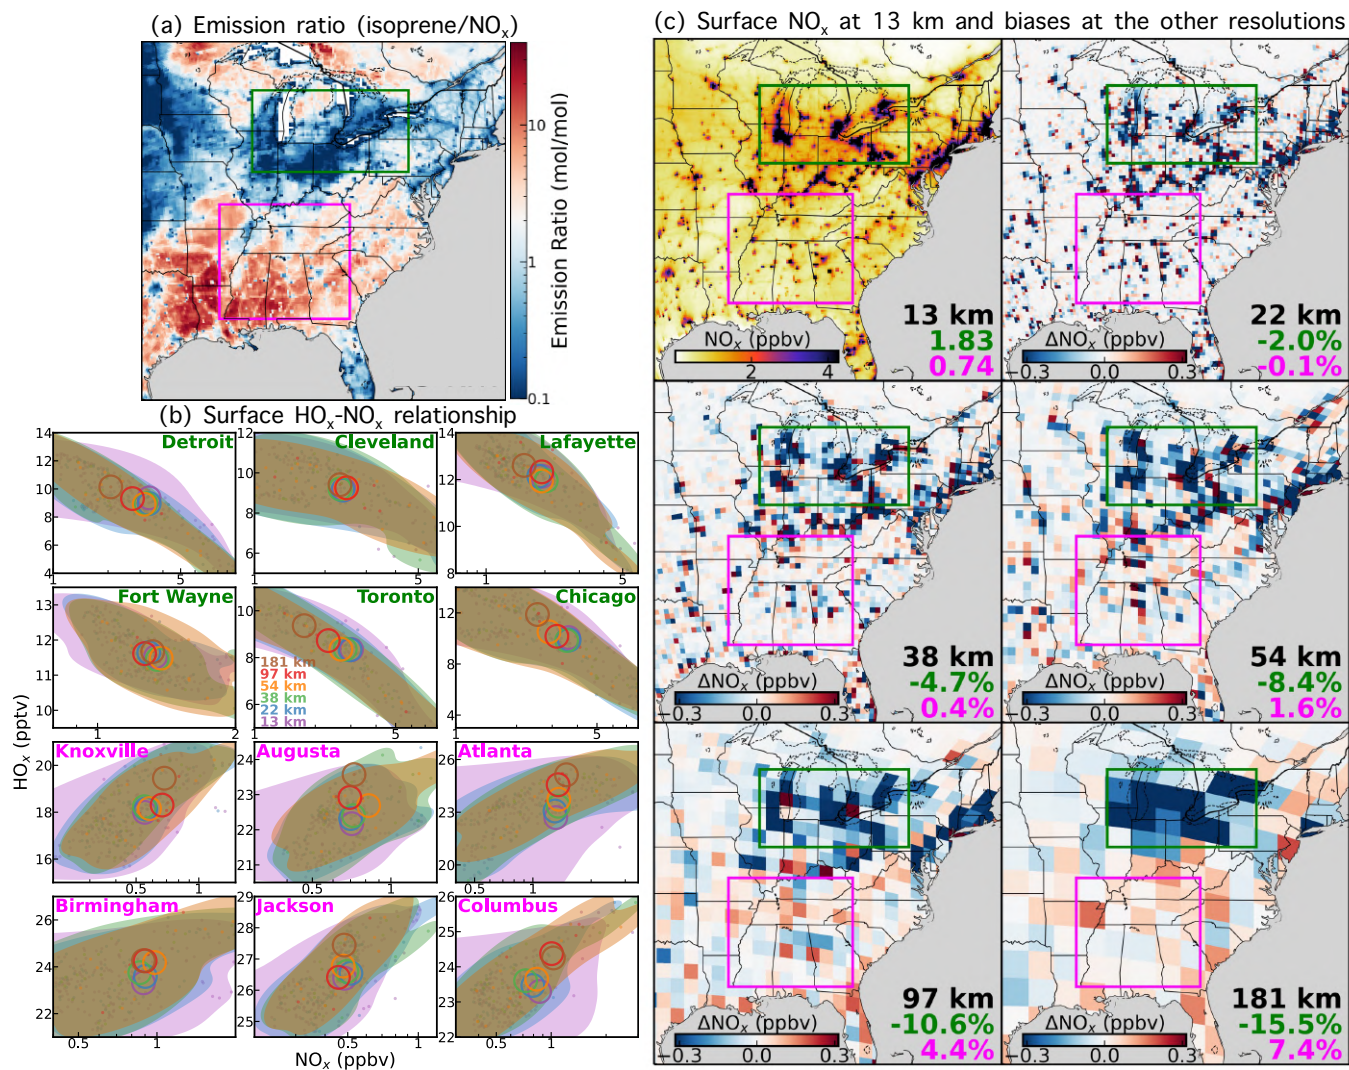 (a) Emission ratio (isoprene/NOx)
10
1
0.1
Emission Ratio (mol/mol)
(b) Surface HOx-NOx relationship
Detroit
14
12
10
8
6
4
1
5
Cleveland
12
10
8
6
5
1
5
Lafayette
14
12
10
8
1
5
Fort Wayne
13
12
11
10
1
2
Toronto
10
8
6
5
1
5
181 km
97 km
54 km
38 km
22 km
13 km
Chicago
12
8
4
1
5
Knoxville
20
18
16
0.5
1
Augusta
24
23
22
21
0.5
1
Atlanta
26
23
20
0.5
1
Birmingham
26
24
22
0.5
1
Jackson
29
28
27
26
25
0.5
1
Columbus
26
25
23
22
0.5
1
HOx (pptv)
NOx (ppbv)
(c) Surface NOx at 13 km and biases at the other resolutions
13 km
1.83
0.74
NOx (ppbv)
2 4
22 km
-2.0%
-0.1%
ΔNOx (ppbv)
−0.3 0.0 0.3
38 km
-4.7%
0.4%
ΔNOx (ppbv)
−0.3 0.0 0.3
54 km
-8.4%
1.6%
ΔNOx (ppbv)
−0.3 0.0 0.3
97 km
-10.6%
4.4%
ΔNOx (ppbv)
−0.3 0.0 0.3
181 km
-15.5%
7.4%
ΔNOx (ppbv)
−0.3 0.0 0.3